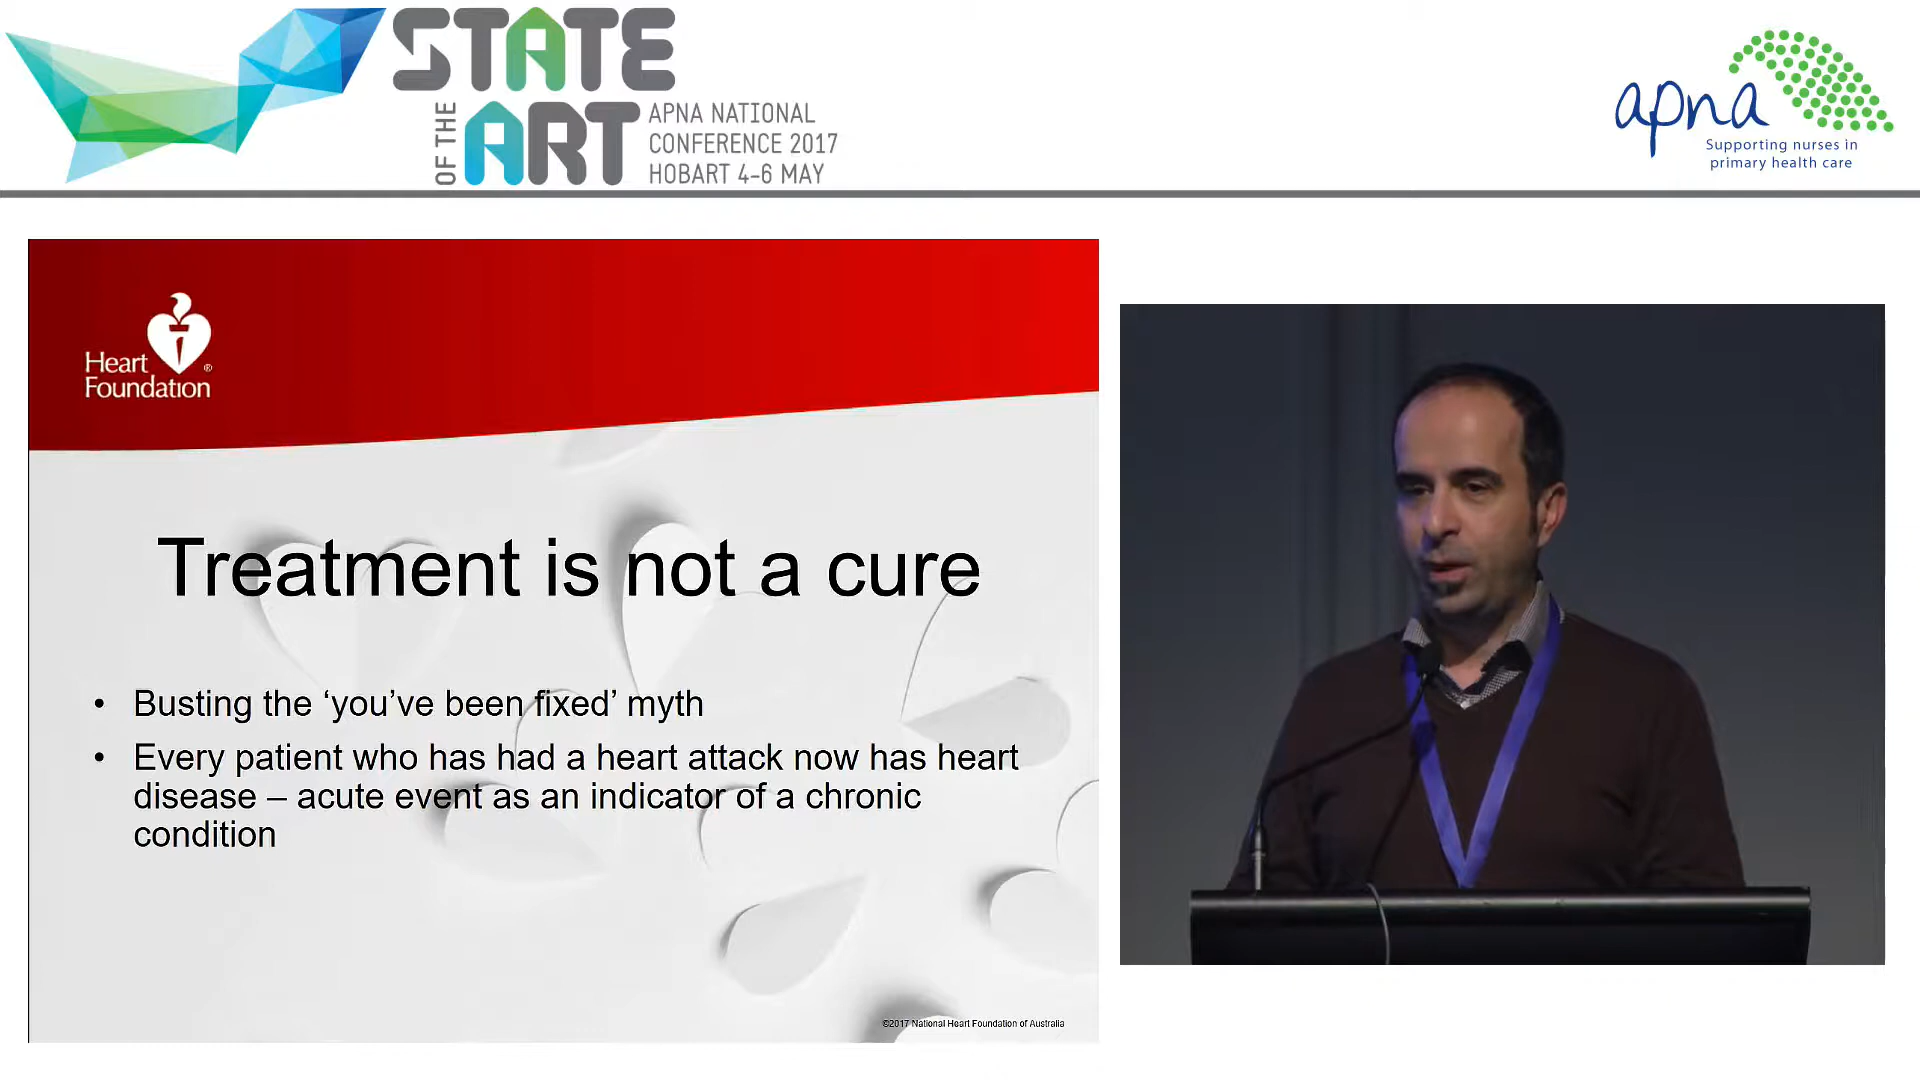 STATE
OF THE
ART
APNA NATIONAL
CONFERENCE 2017
HOBART 4-6 MAY
apna
Supporting nurses in
primary health care
Heart
Foundation
®
Treatment is not a cure
• Busting the ‘you’ve been fixed’ myth
• Every patient who has had a heart attack now has heart
disease – acute event as an indicator of a chronic
condition
©2017 National Heart Foundation of Australia